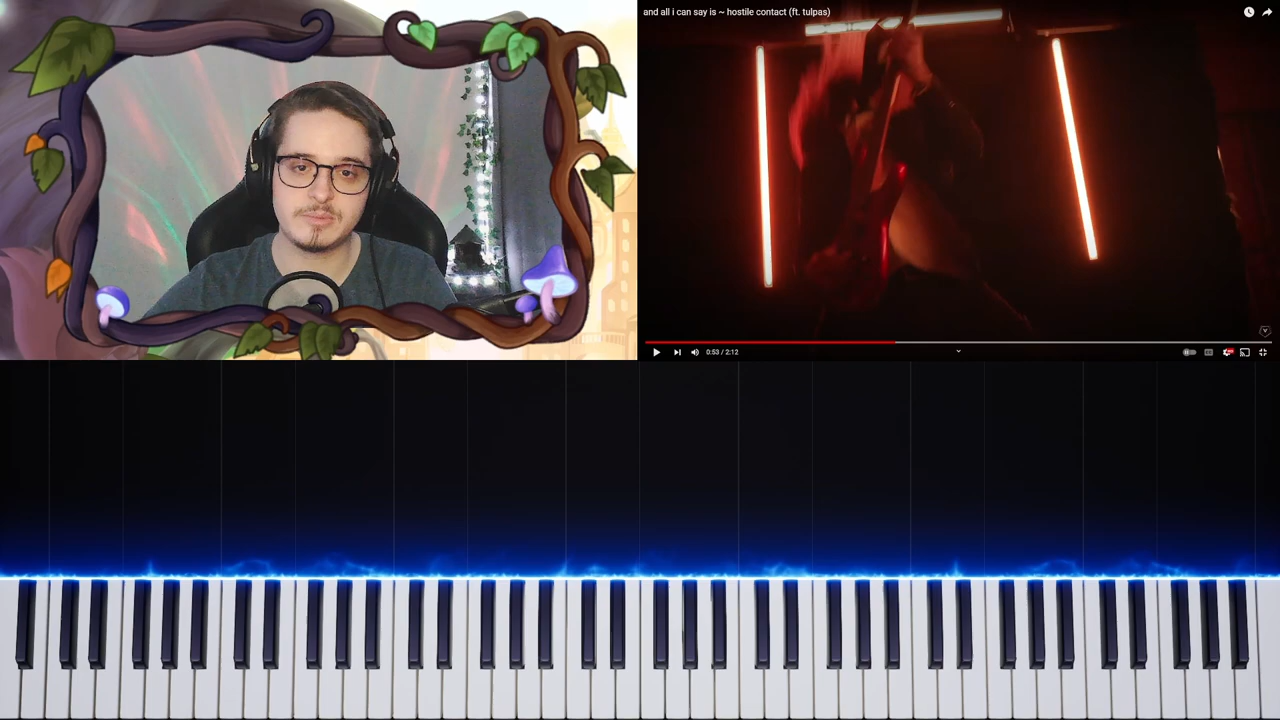 and all i can say is ~ hostile contact (ft. tulpas)
0:53 / 2:12